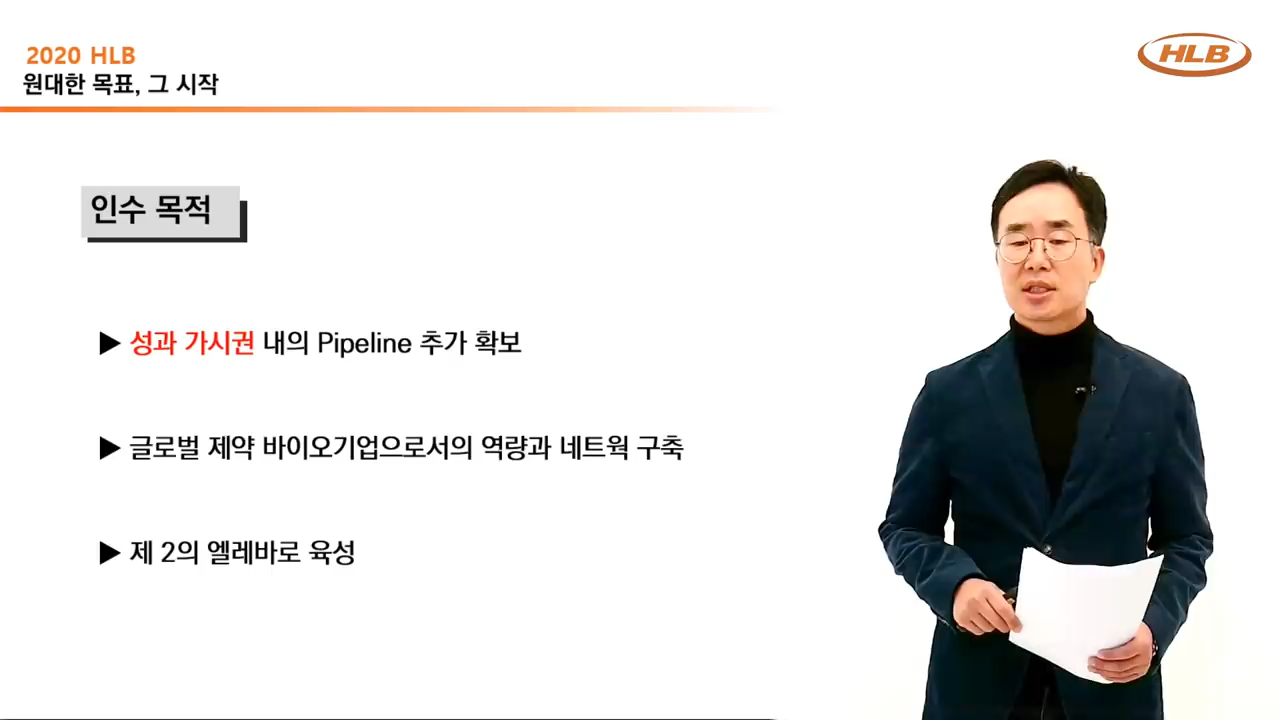 2020 HLB
원대한 목표, 그 시작
HLB
인수 목적
▶ 성과 가시권 내의 Pipeline 추가 확보
▶ 글로벌 제약 바이오기업으로서의 역량과 네트웍 구축
▶ 제 2의 엘레바로 육성